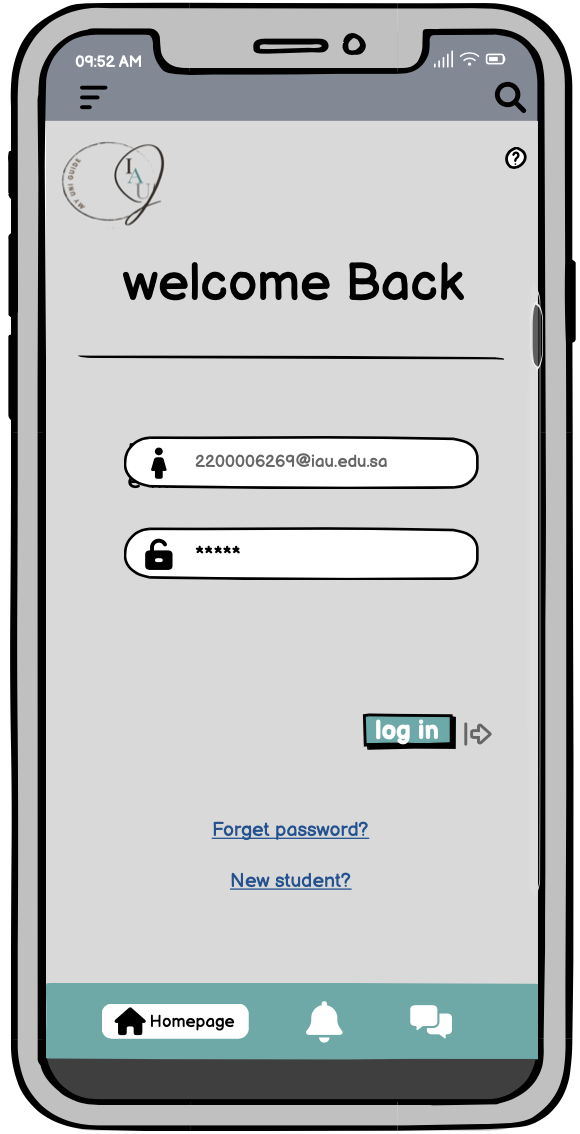 09:52 AM
MY UNI GUIDE
IAU
welcome Back
2200006269@iau.edu.sa
*****
log in
Forget password?
New student?
Homepage